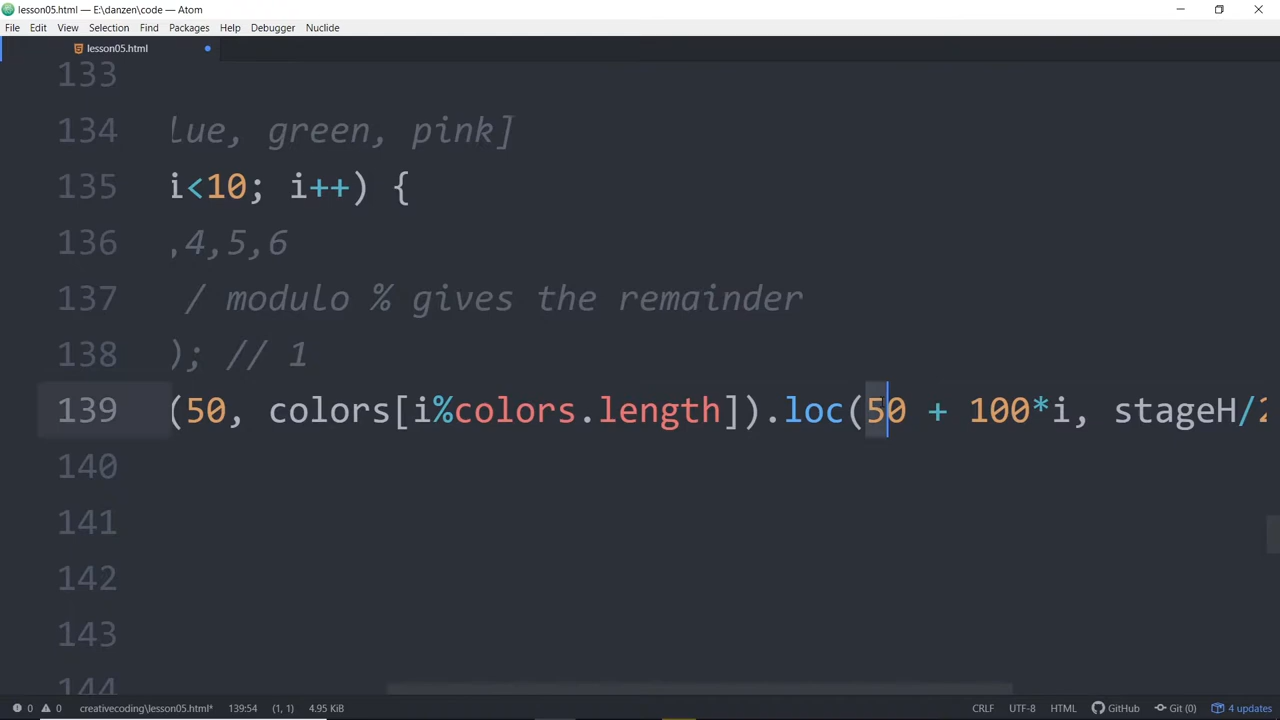 lesson05.html — E:\danzen\code — Atom
File Edit View Selection Find Packages Help Debugger Nuclide
lesson05.html
133
134 lue, green, pink]
135 i<10; i++) {
136 ,4,5,6
137 / modulo % gives the remainder
138 ); // 1
139 (50, colors[i%colors.length]).loc(50 + 100*i, stageH/2
140
141
142
143
144
0 0 creativecoding\lesson05.html* 139:54 (1, 1) 4.95 KiB CRLF UTF-8 HTML GitHub Git (0) 4 updates